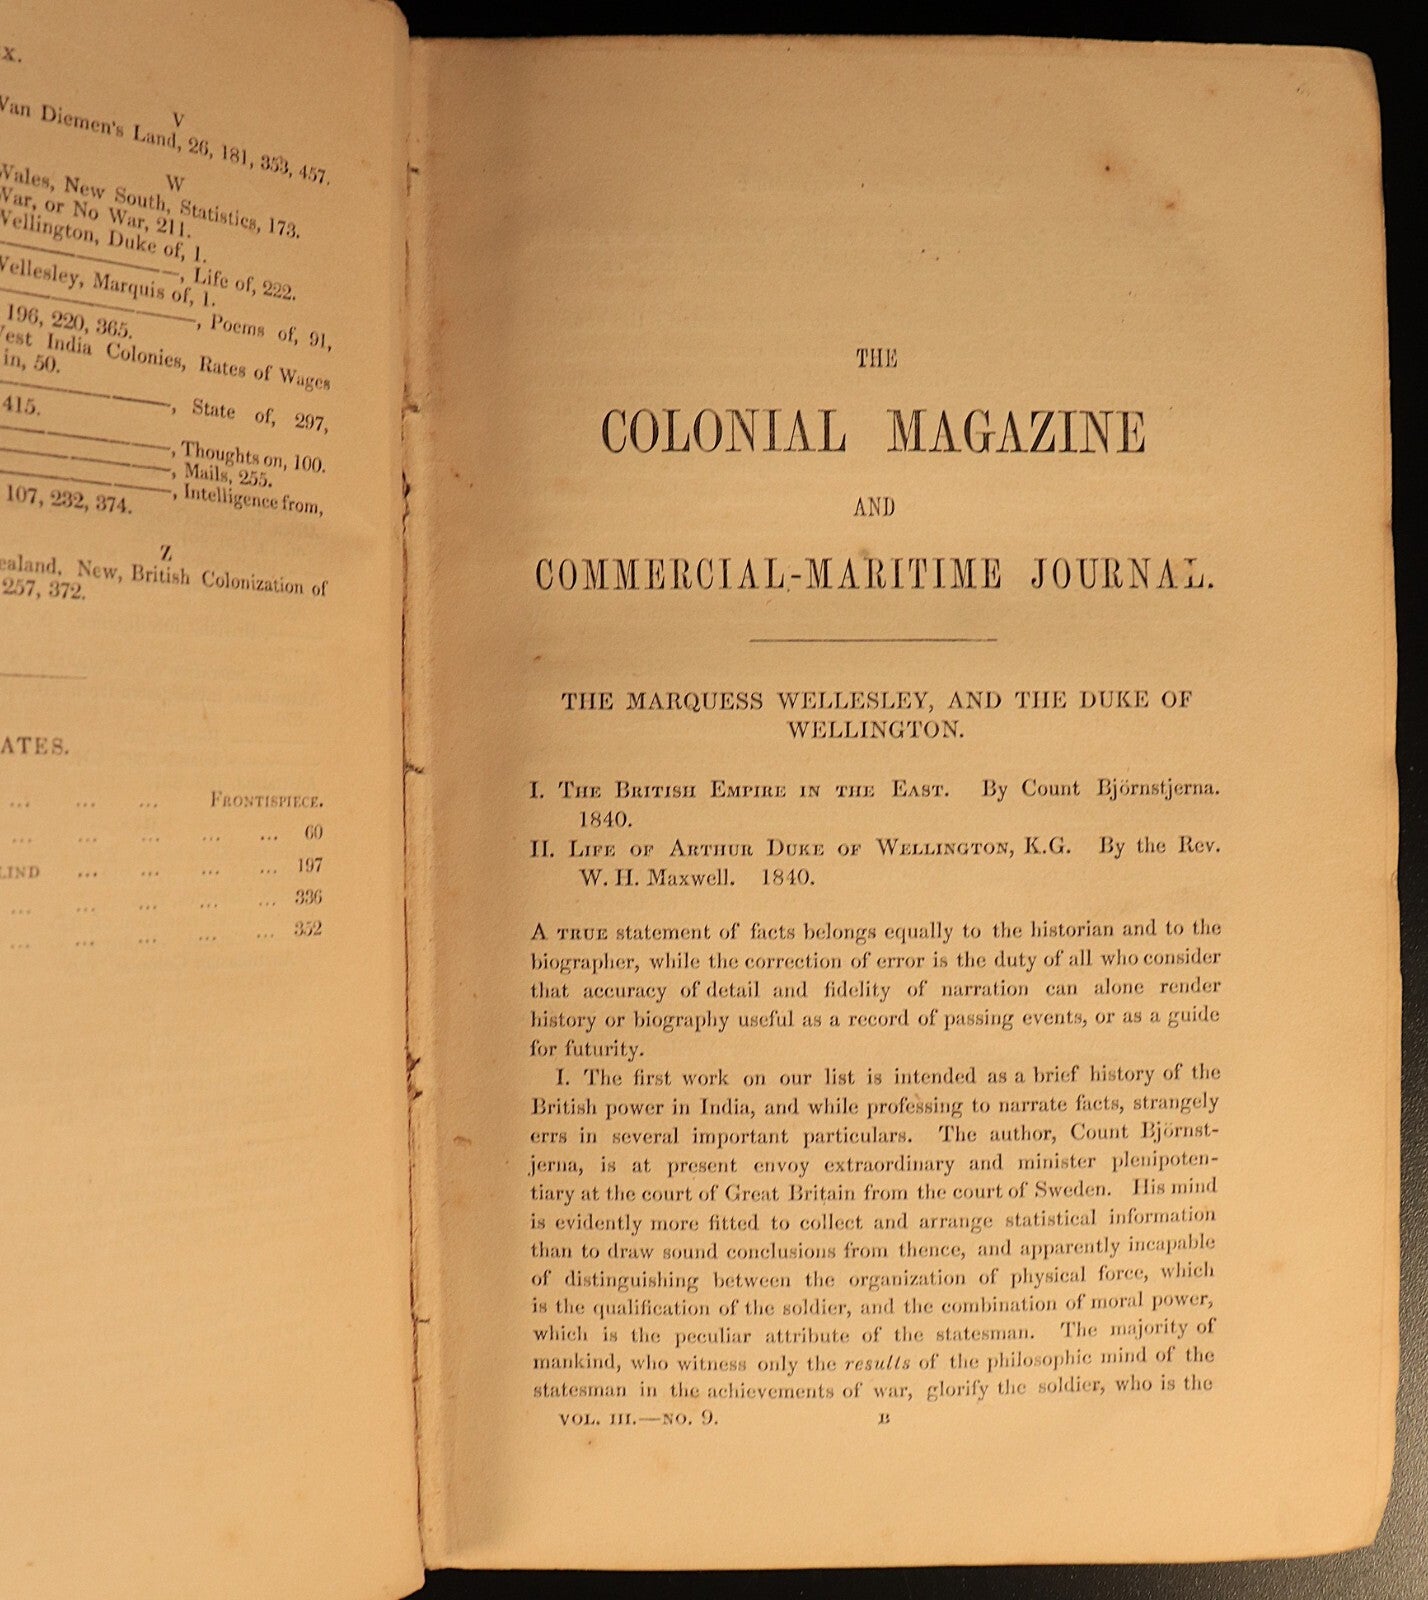 X.
V
Van Diemen's Land, 26, 181, 353, 457.
W
Wales, New South, Statistics, 173.
War, or No War, 211.
Wellington, Duke of, 1.
, Life of, 222.
Wellesley, Marquis of, 1.
, Poems of, 91,
196, 220, 365.
West India Colonies, Rates of Wages
in, 50.
, State of, 297,
415.
, Thoughts on, 100.
, Mails, 255.
, Intelligence from,
107, 232, 374.
Z
ealand, New, British Colonization of
257, 372.
ATES.
... ... ... FRONTISPIECE.
... ... ... ... ... 60
LIND ... ... ... ... 197
... ... ... ... ... 336
... ... ... ... ... 352
THE
COLONIAL MAGAZINE
AND
COMMERCIAL-MARITIME JOURNAL.
THE MARQUESS WELLESLEY, AND THE DUKE OF
WELLINGTON.
I. THE BRITISH EMPIRE IN THE EAST. By Count Björnstjerna.
1840.
II. LIFE OF ARTHUR DUKE OF WELLINGTON, K.G. By the Rev.
W. H. Maxwell. 1840.
A TRUE statement of facts belongs equally to the historian and to the
biographer, while the correction of error is the duty of all who consider
that accuracy of detail and fidelity of narration can alone render
history or biography useful as a record of passing events, or as a guide
for futurity.
I. The first work on our list is intended as a brief history of the
British power in India, and while professing to narrate facts, strangely
errs in several important particulars. The author, Count Björnst-
jerna, is at present envoy extraordinary and minister plenipoten-
tiary at the court of Great Britain from the court of Sweden. His mind
is evidently more fitted to collect and arrange statistical information
than to draw sound conclusions from thence, and apparently incapable
of distinguishing between the organization of physical force, which
is the qualification of the soldier, and the combination of moral power,
which is the peculiar attribute of the statesman. The majority of
mankind, who witness only the results of the philosophic mind of the
statesman in the achievements of war, glorify the soldier, who is the
VOL. III.—NO. 9. B